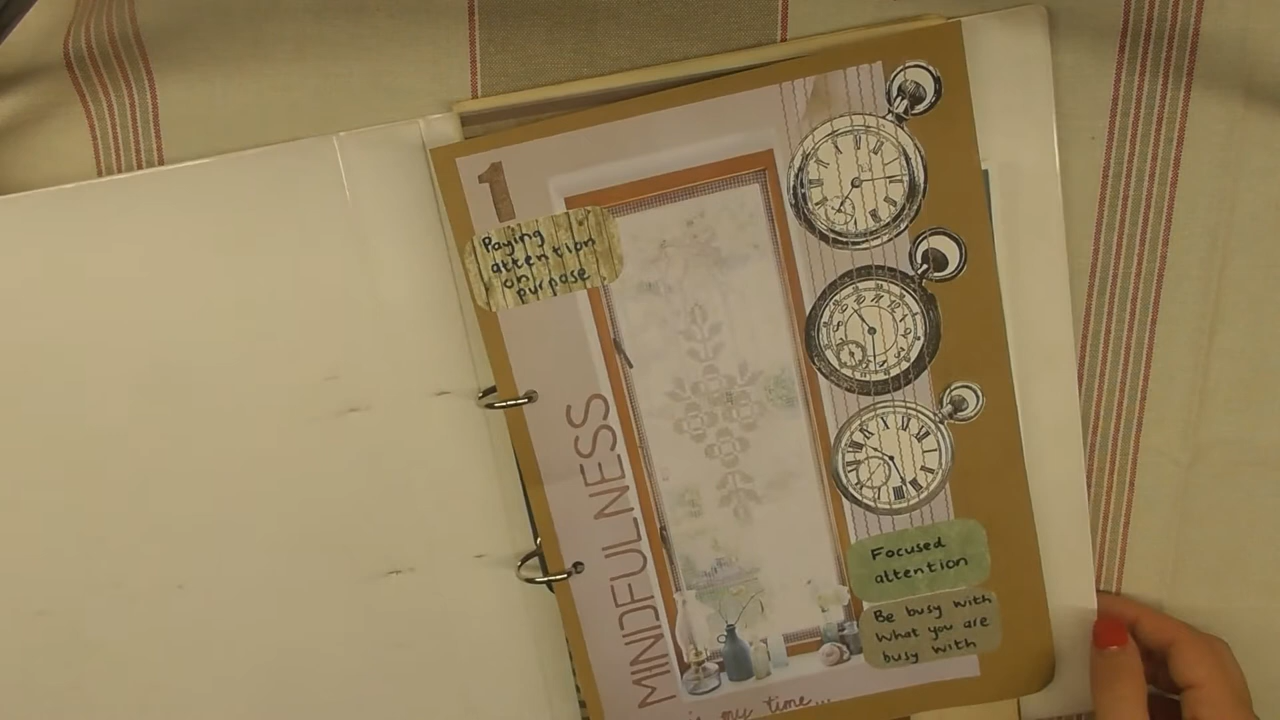 1
Paying
attention
on
purpose
MINDFULNESS
Focused
attention
Be busy with
what you are
busy with
my time...